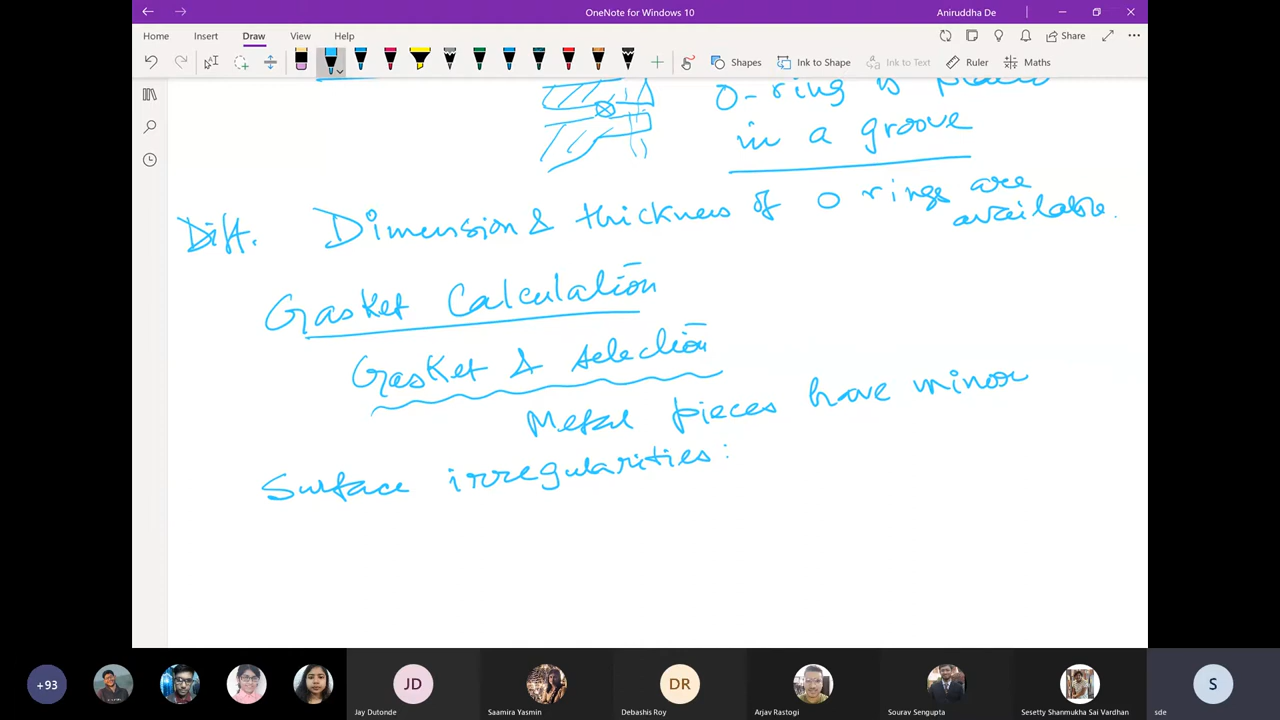 OneNote for Windows 10
Aniruddha De
Home Insert Draw View Help
Share
Shapes Ink to Shape Ink to Text Ruler Maths
O-ring is
in a groove
Diff. Dimension & thickness of O rings are
available.
Gasket Calculation
Gasket & selection
Metal pieces have minor
Surface irregularities:
+93
JD
DR
S
Jay Dutonde
Saamira Yasmin
Debashis Roy
Arjav Rastogi
Sourav Sengupta
Sesetty Shanmukha Sai Vardhan
sde